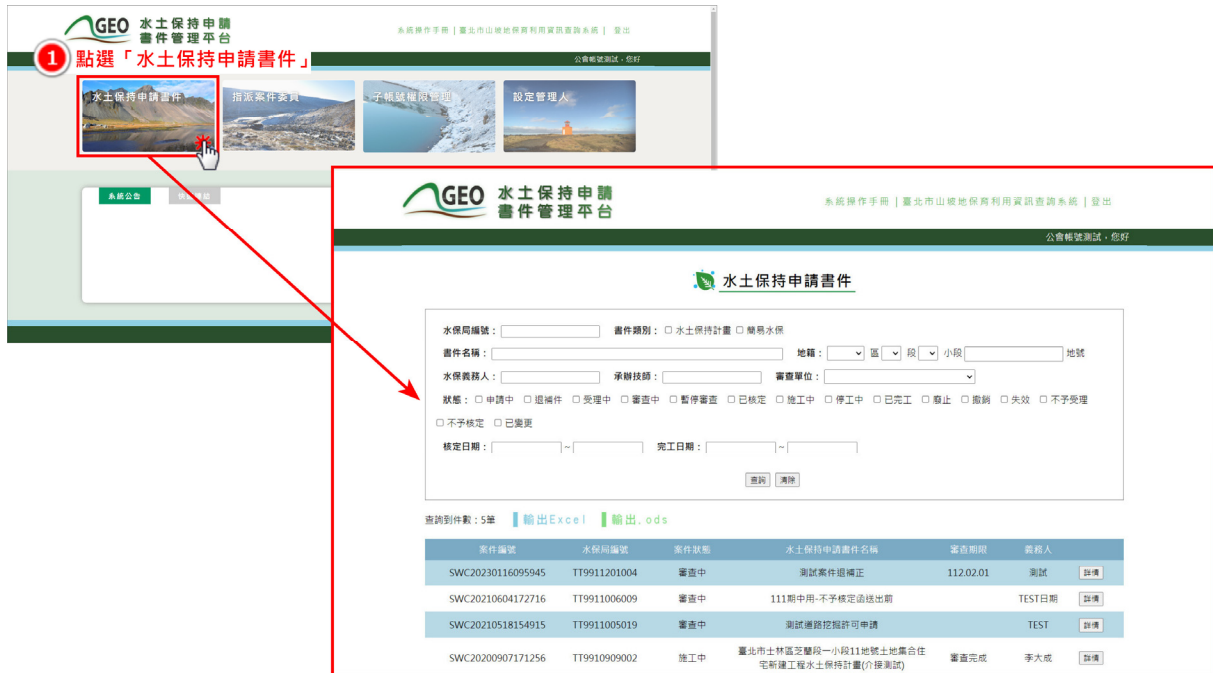 GEO 水土保持申請
書件管理平台
系統操作手冊 | 臺北市山坡地保育利用資訊查詢系統 | 登出
1 點選「水土保持申請書件」
公會帳號測試，您好
水土保持申請書件
指派案件委員
子帳號權限管理
設定管理人
系統公告
GEO 水土保持申請
書件管理平台
系統操作手冊 | 臺北市山坡地保育利用資訊查詢系統 | 登出
公會帳號測試，您好
水土保持申請書件
水保局編號： 書件類別： 水土保持計畫 簡易水保
書件名稱： 地籍： 區 段 小段 地號
水保義務人： 承辦技師： 審查單位：
狀態： 申請中 退補件 受理中 審查中 暫停審查 已核定 施工中 停工中 已完工 廢止 撤銷 失效 不予受理
不予核定 已變更
核定日期： ~ 完工日期： ~
查詢 清除
查詢到件數：5筆 輸出Excel 輸出.ods
案件編號 水保局編號 案件狀態 水土保持申請書件名稱 審查期限 義務人
SWC20230116095945 TT9911201004 審查中 測試案件退補正 112.02.01 測試 詳情
SWC20210604172716 TT9911006009 審查中 111期中用-不予核定函送出前 TEST日期 詳情
SWC20210518154915 TT9911005019 審查中 測試道路挖掘許可申請 TEST 詳情
SWC20200907171256 TT9910909002 施工中 臺北市士林區芝蘭段一小段11地號土地集合住 審查完成 李大成 詳情
宅新建工程水土保持計畫(介接測試)